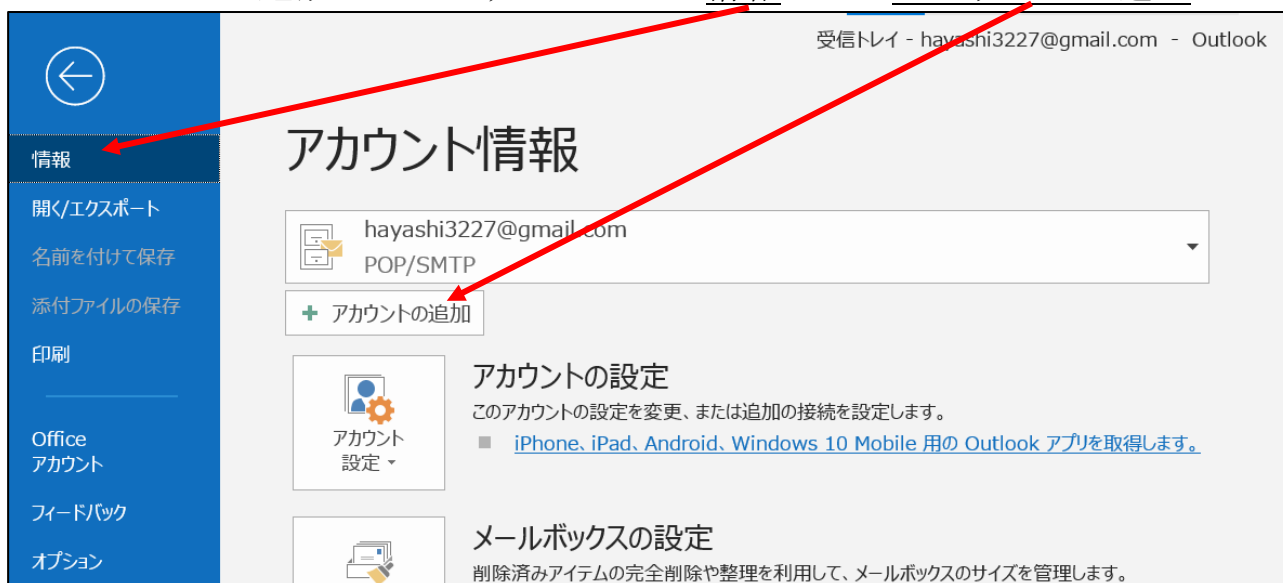 受信トレイ - hayashi3227@gmail.com - Outlook
アカウント情報
情報
開く/エクスポート
名前を付けて保存
添付ファイルの保存
印刷
Office
アカウント
フィードバック
オプション
hayashi3227@gmail.com
POP/SMTP
+ アカウントの追加
アカウント
設定
アカウントの設定
このアカウントの設定を変更、または追加の接続を設定します。
iPhone、iPad、Android、Windows 10 Mobile 用の Outlook アプリを取得します。
メールボックスの設定
削除済みアイテムの完全削除や整理を利用して、メールボックスのサイズを管理します。